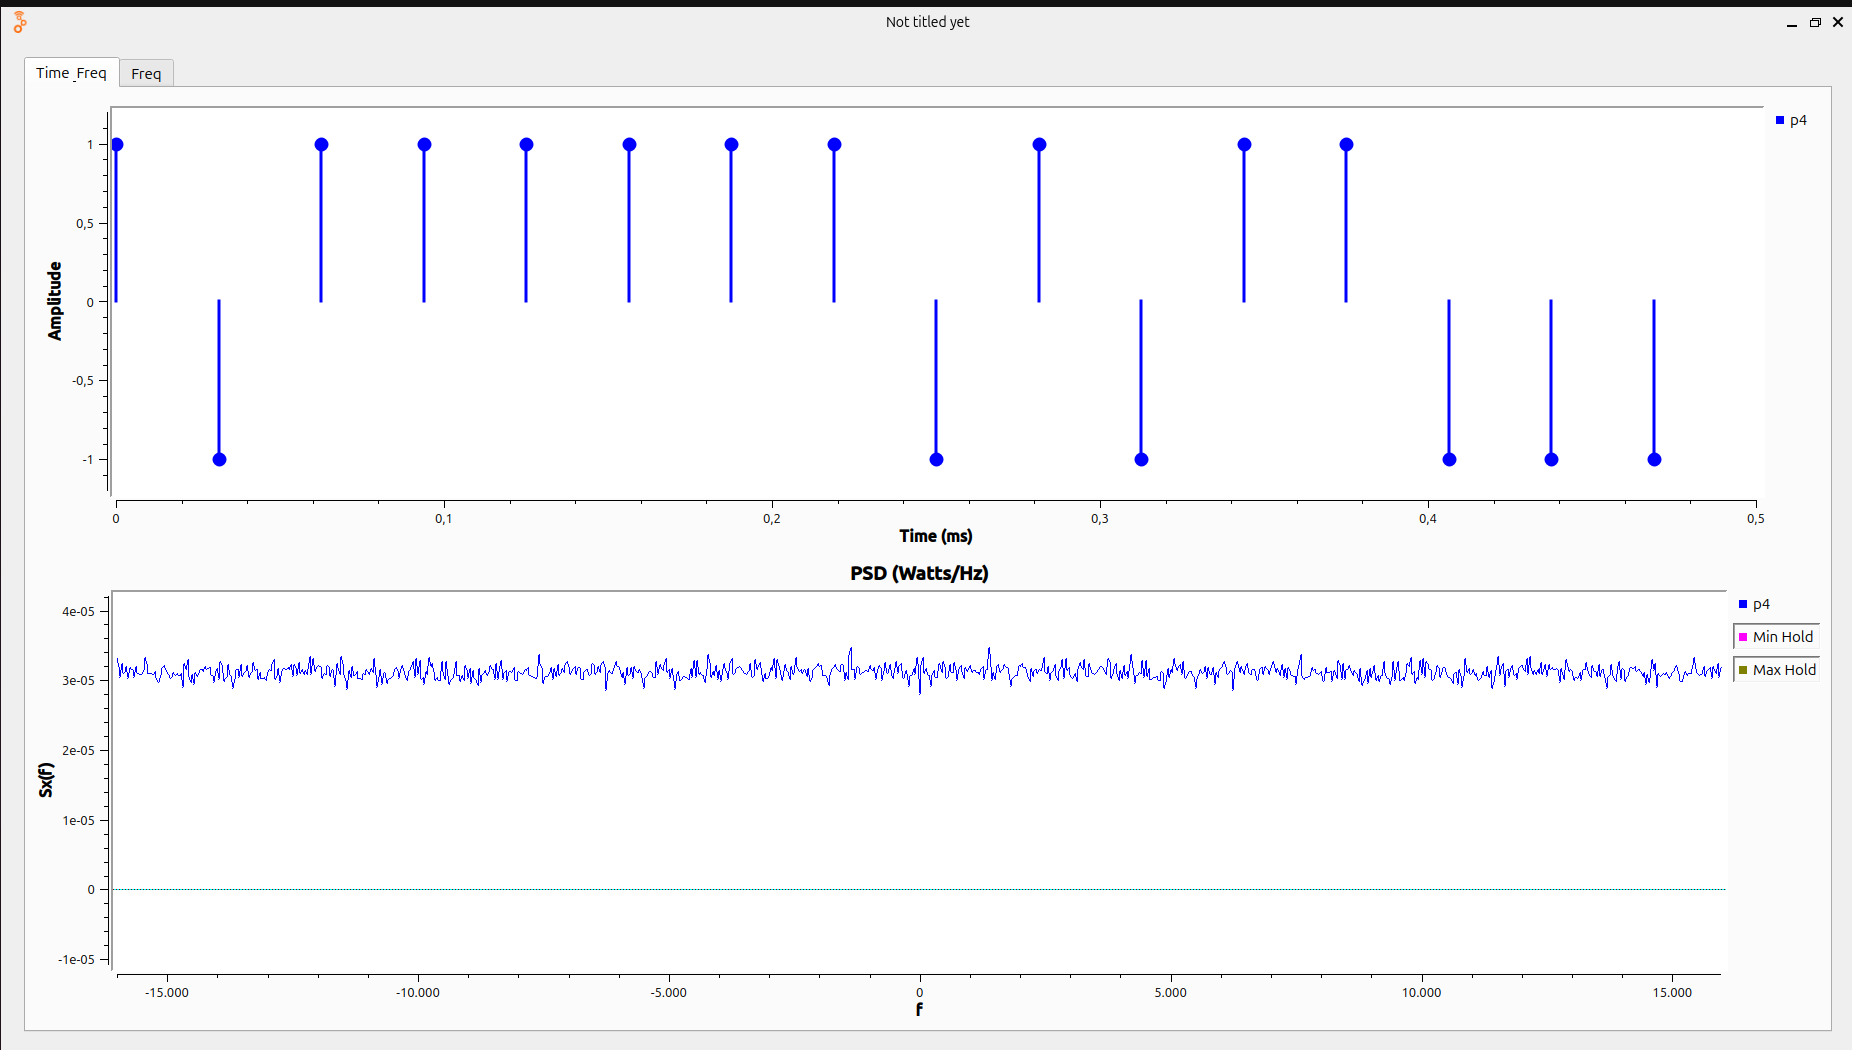 Not titled yet
Time_Freq
Freq
p4
1
0,5
0
-0,5
-1
Amplitude
0
0,1
0,2
0,3
0,4
0,5
Time (ms)
PSD (Watts/Hz)
p4
Min Hold
Max Hold
4e-05
3e-05
2e-05
1e-05
0
-1e-05
Sx(f)
-15.000
-10.000
-5.000
0
5.000
10.000
15.000
f